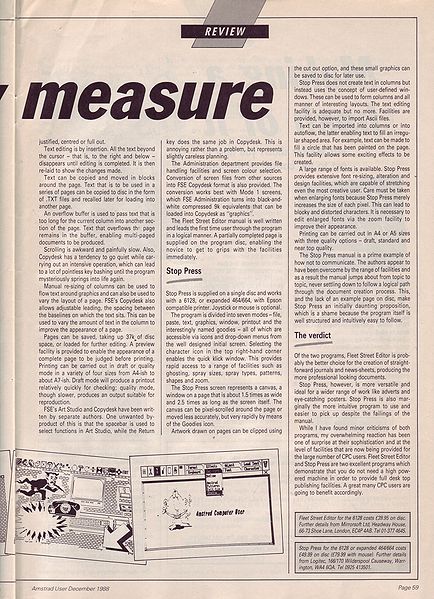 REVIEW
measure
justified, centred or full out.
Text editing is by insertion. All the text beyond
the cursor – that is, to the right and below –
disappears until editing is completed. It is then
re-laid to show the changes made.
Text can be copied and moved in blocks
around the page. Text that is to be used in a
series of pages can be copied to disc in the form
of .TXT files and recalled later for loading into
another page.
An overflow buffer is used to pass text that is
too long for the current column into another sec-
tion of the page. Text that overflows the page
remains in the buffer, enabling multi-paged
documents to be produced.
Scrolling is awkward and painfully slow. Also,
Copydesk has a tendency to go quiet while car-
rying out an intensive operation, which can lead
to a lot of pointless key bashing until the program
mysteriously springs into life again.
Manual re-sizing of columns can be used to
flow text around graphics and can also be used to
vary the layout of a page. FSE's Copydesk also
allows adjustable leading, the spacing between
the baselines on which the text sits. This can be
used to vary the amount of text in the column to
improve the appearance of a page.
Pages can be saved, taking up 37k of disc
space, or loaded for further editing. A preview
facility is provided to enable the appearance of a
complete page to be judged before printing.
Printing can be carried out in draft or quality
mode in a variety of four sizes from A4-ish to
about A7-ish. Draft mode will produce a printout
relatively quickly for checking; quality mode,
though slower, produces an output suitable for
reproduction.
FSE's Art Studio and Copydesk have been writ-
ten by separate authors. One unwanted by-
product of this is that the spacebar is used to
select functions in Art Studio, while the Return
key does the same job in Copydesk. This is
annoying rather than a problem, but represents
slightly careless planning.
The Administration department provides file
handling facilities and screen colour selection.
Conversion of screen files from other sources
into FSE Copydesk format is also provided. The
conversion works best with Mode 1 screens,
which FSE Administration turns into black-and-
white compressed 9k equivalents that can be
loaded into Copydesk as "graphics".
The Fleet Street Editor manual is well written
and leads the first time user through the program
in a logical manner. A partially completed page is
supplied on the program disc, enabling the
novice to get to grips with the facilities
immediately.
Stop Press
Stop Press is supplied on a single disc and works
with a 6128, or expanded 464/664, with Epson
compatible printer. Joystick or mouse is optional.
The program is divided into seven modes – file,
paste, text, graphics, window, printout and the
interestingly named goodies – all of which are
accessible via icons and drop-down menus from
the well designed initial screen. Selecting the
character icon in the top right-hand corner
enables the quick klick window. This provides
rapid access to a range of facilities such as
ghosting, spray sizes, spray types, patterns,
shapes and zoom.
The Stop Press screen represents a canvas, a
window on a page that is about 1.5 times as wide
and 2.5 times as long as the screen itself. The
canvas can be pixel-scrolled around the page or
moved less accurately, but very rapidly by means
of the Goodies icon.
Artwork drawn on pages can be clipped using
the cut out option, and these small graphics can
be saved to disc for later use.
Stop Press does not create text in columns but
instead uses the concept of user-defined win-
dows. These can be used to form columns and all
manner of interesting layouts. The text editing
facility is adequate but no more. Facilities are
provided, however, to import Ascii files.
Text can be imported into columns or into
autoflow, the latter enabling text to fill an irregu-
lar shaped area. For example, text can be made to
fill a circle that has been painted on the page.
This facility allows some exciting effects to be
created.
A large range of fonts is available. Stop Press
provides extensive font re-sizing, alteration and
design facilities, which are capable of stretching
even the most creative user. Care must be taken
when enlarging fonts because Stop Press merely
increases the size of each pixel. This can lead to
blocky and distorted characters. It is necessary to
edit enlarged fonts via the zoom facility to
improve their appearance.
Printing can be carried out in A4 or A5 sizes
with three quality options – draft, standard and
near top quality.
The Stop Press manual is a prime example of
how not to communicate. The authors appear to
have been overcome by the range of facilities and
as a result the manual jumps about from topic to
topic, never settling down to follow a logical path
through the document creation process. This,
and the lack of an example page on disc, make
Stop Press an initially daunting proposition,
which is a shame because the program itself is
well structured and intuitively easy to follow.
The verdict
Of the two programs, Fleet Street Editor is prob-
ably the better choice for the creation of straight-
forward journals and news-sheets, producing the
more professional looking documents.
Stop Press, however, is more versatile and
ideal for a wider range of work like adverts and
eye-catching posters. Stop Press is also mar-
ginally the more intuitive program to use and
easier to pick up despite the failings of the
manual.
While I have found minor criticisms of both
programs, my overwhelming reaction has been
one of surprise at the sophistication and at the
level of facilities that are now being provided for
the large number of CPC users. Fleet Street Editor
and Stop Press are two excellent programs which
demonstrate that you do not need a high pow-
ered machine in order to provide full desk top
publishing facilities. A great many CPC users are
going to benefit accordingly.
Fleet Street Editor for the 6128 costs £39.95 on disc.
Further details from Mirrorsoft Ltd, Headway House,
66-73 Shoe Lane, London, EC4P 4AB. Tel 01-377 4645.
Stop Press for the 6128 or expanded 464/664 costs
£49.99 on disc (£79.99 with mouse). Further details
from Logitec, 166/170 Wilderspool Causeway, Warr-
ington, WA4 6QA. Tel 0925 413501.
Amstrad Computer User
Amstrad User December 1988
Page 59